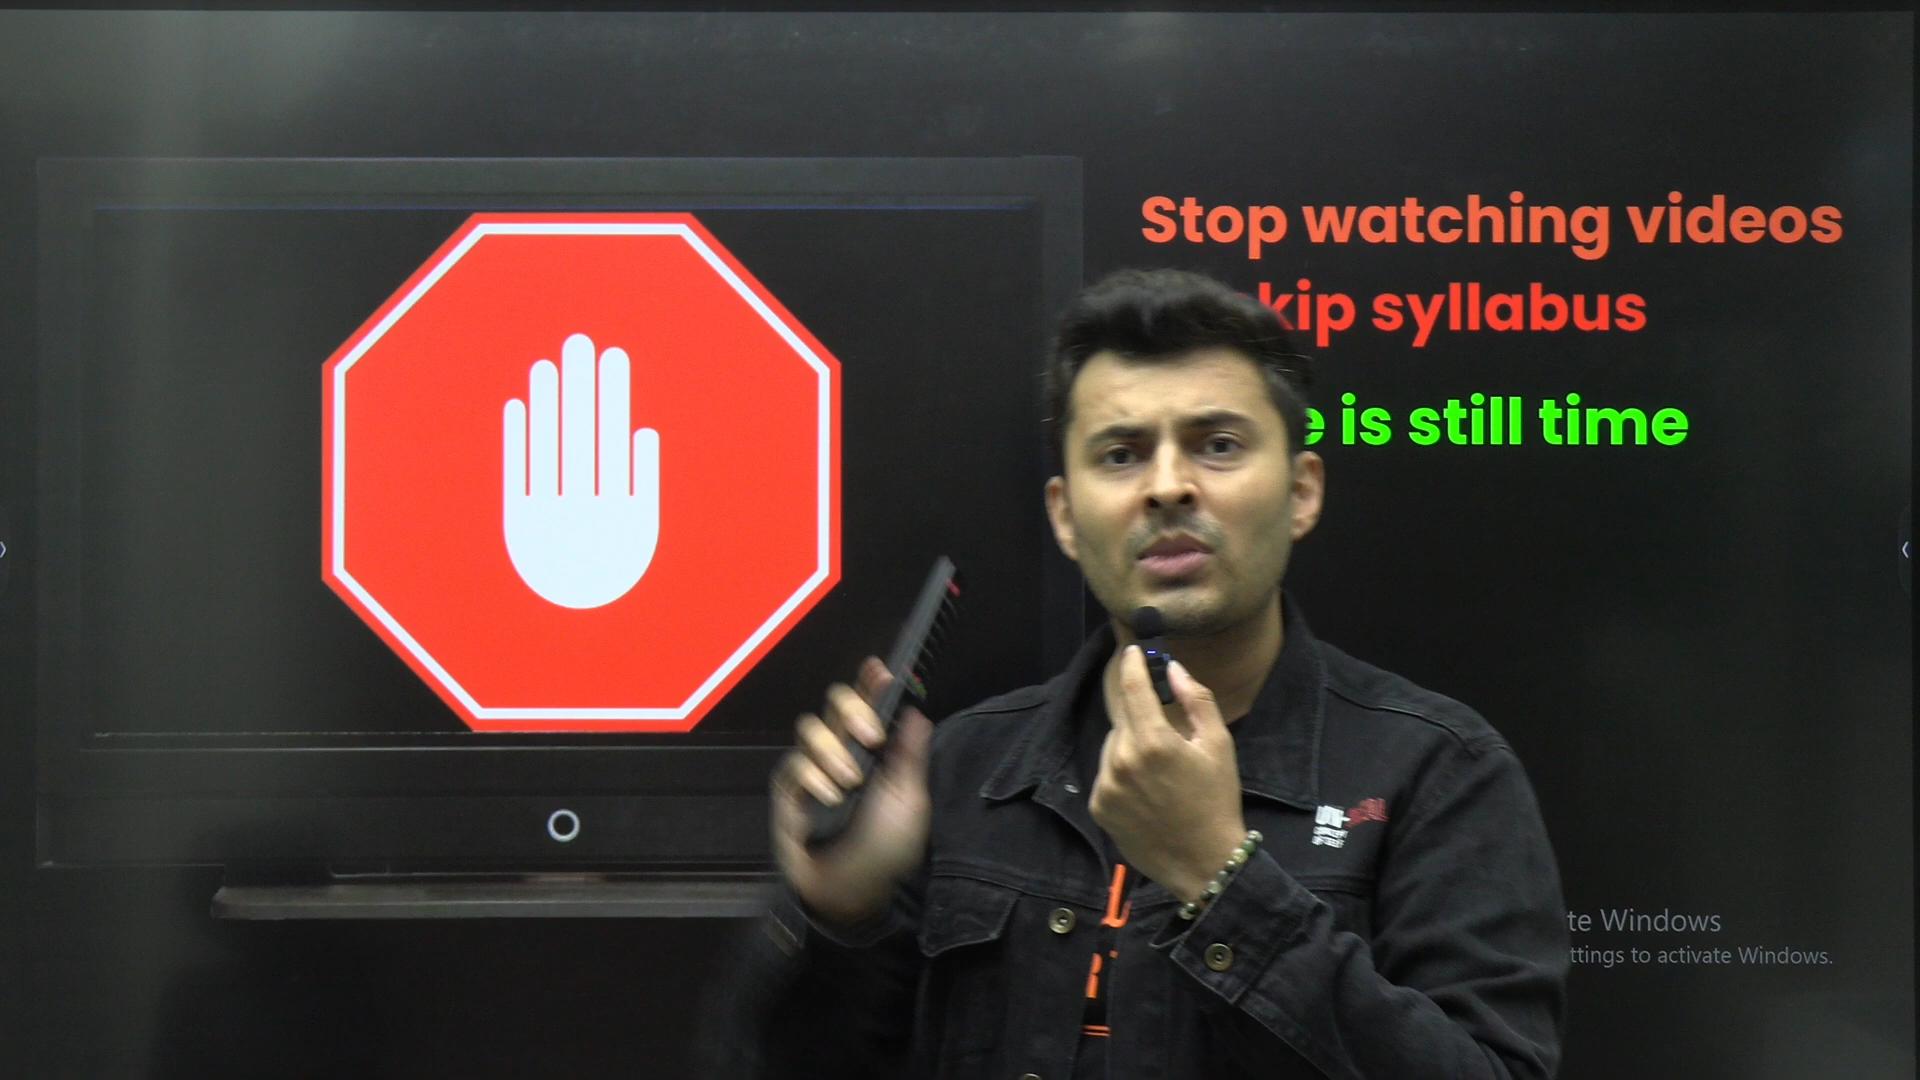 Stop watching videos
kip syllabus
e is still time
te Windows
ttings to activate Windows.